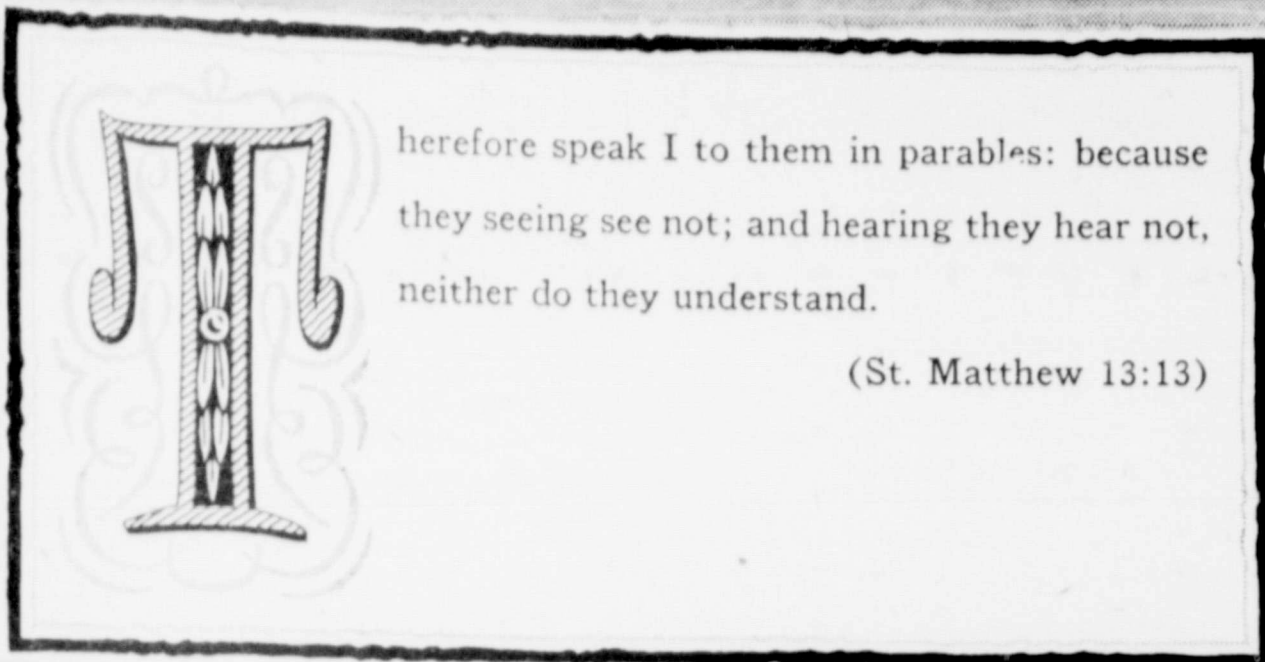 Therefore speak I to them in parables: because
they seeing see not; and hearing they hear not,
neither do they understand.
(St. Matthew 13:13)